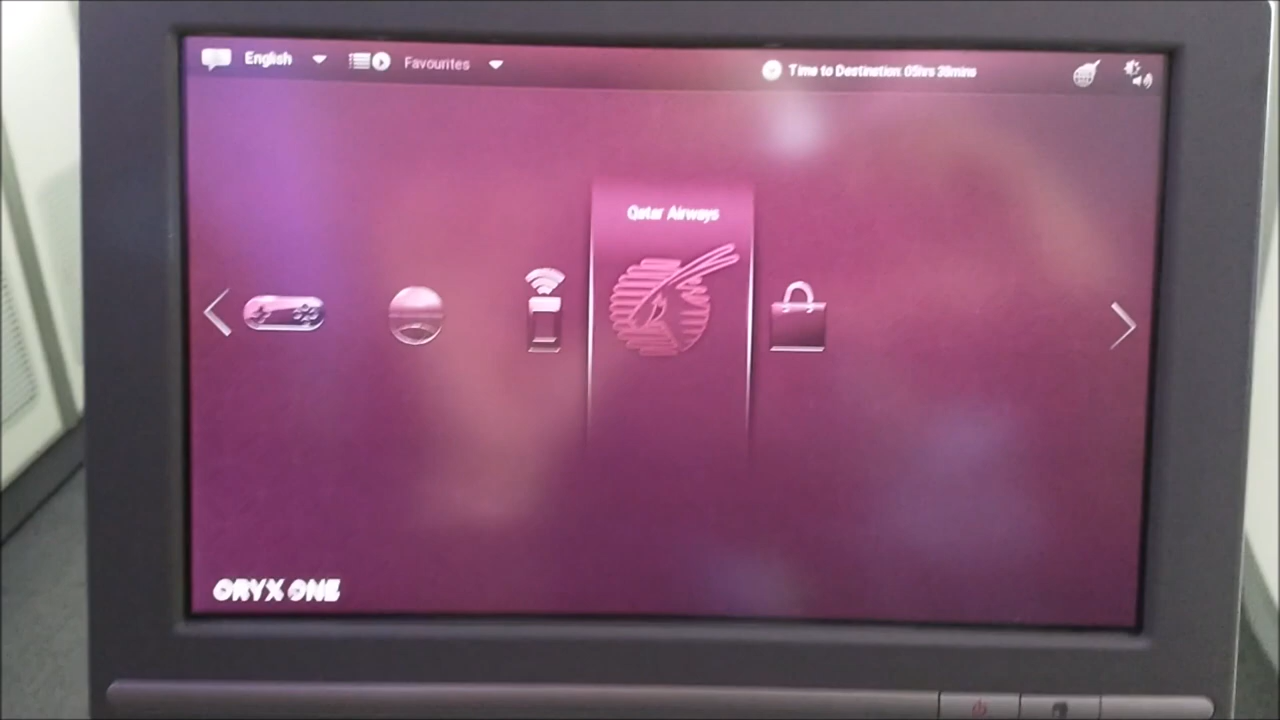 English
Favourites
Time to Destination: 05hrs 38mins
Qatar Airways
ORYX ONE